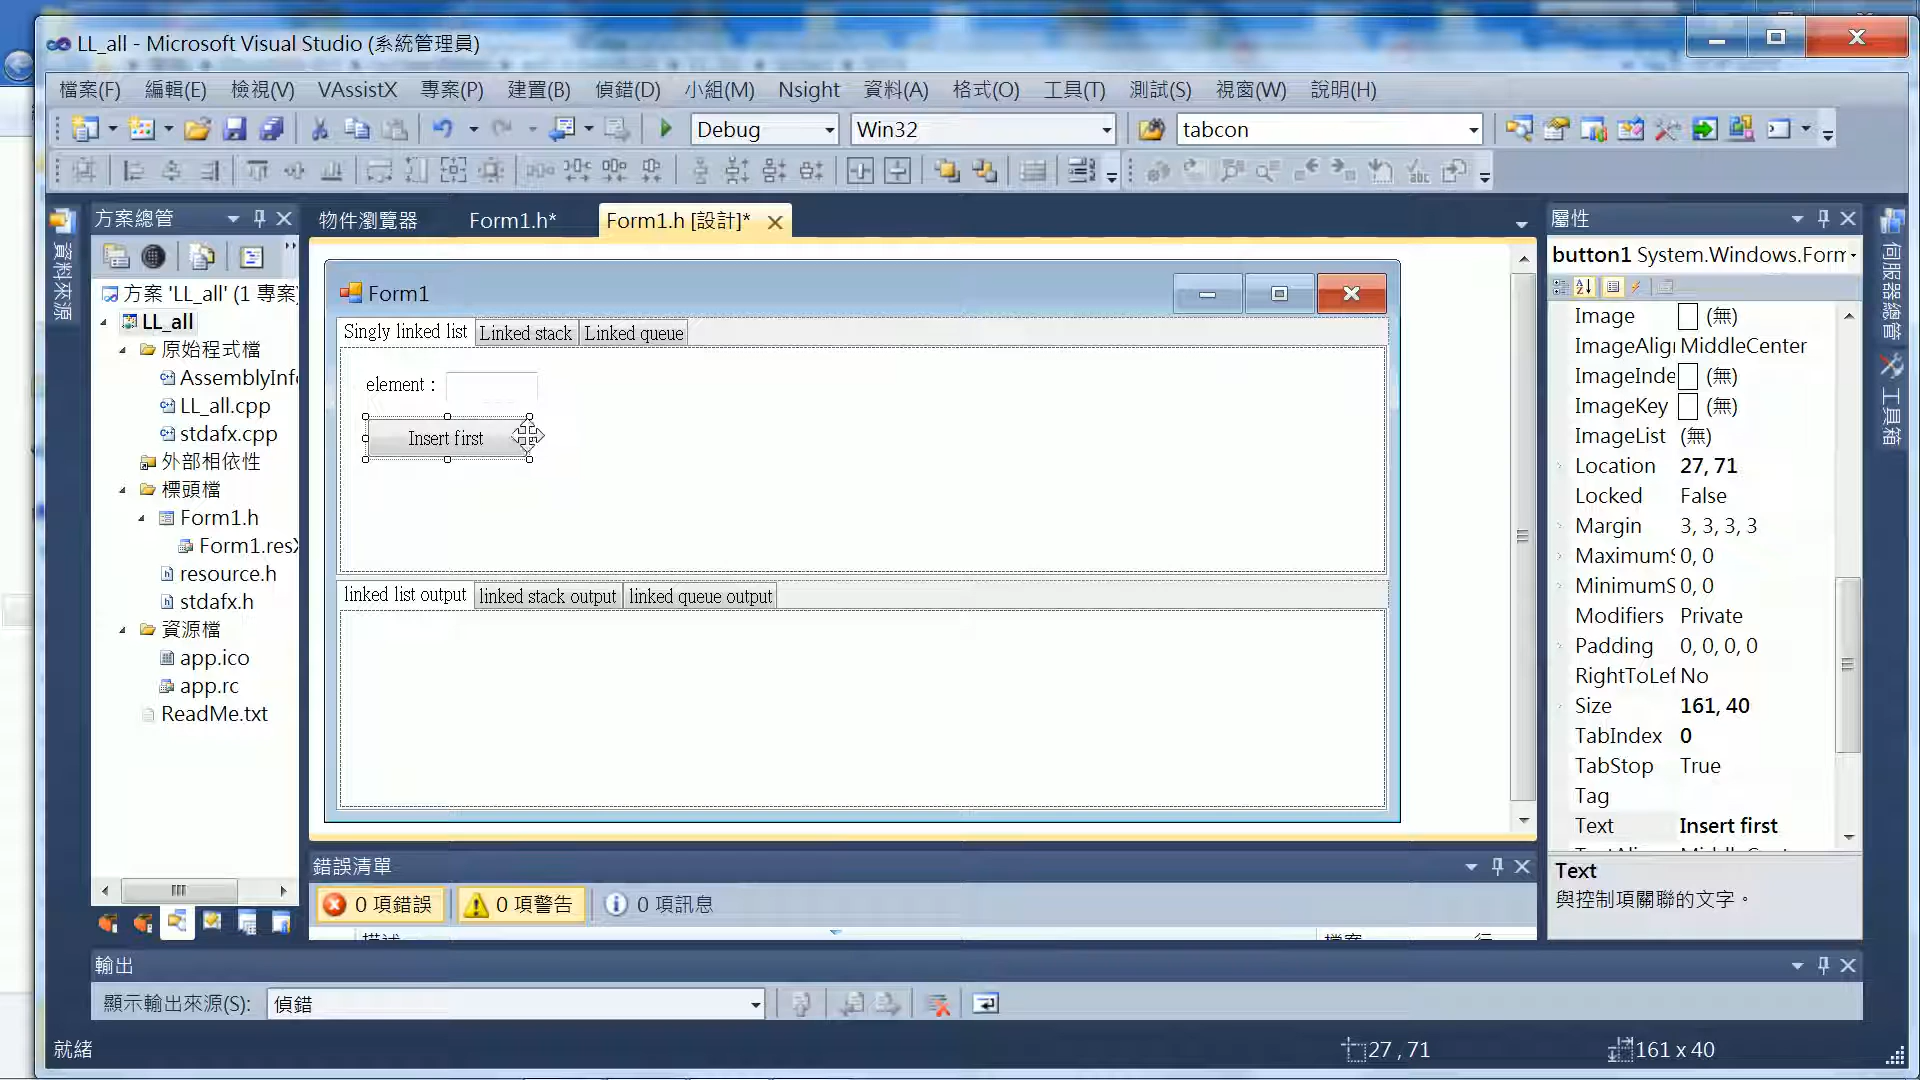 LL_all - Microsoft Visual Studio (系統管理員)
檔案(F) 編輯(E) 檢視(V) VAssistX 專案(P) 建置(B) 偵錯(D) 小組(M) Nsight 資料(A) 格式(O) 工具(T) 測試(S) 視窗(W) 說明(H)
Debug Win32 tabcon
資料來源
方案總管
方案 'LL_all' (1 專案)
LL_all
原始程式檔
AssemblyInfo
LL_all.cpp
stdafx.cpp
外部相依性
標頭檔
Form1.h
Form1.resX
resource.h
stdafx.h
資源檔
app.ico
app.rc
ReadMe.txt
物件瀏覽器 Form1.h* Form1.h [設計]*
Form1
Singly linked list Linked stack Linked queue
element :
Insert first
linked list output linked stack output linked queue output
錯誤清單
0 項錯誤 0 項警告 0 項訊息
描述 檔案 行
屬性
button1 System.Windows.Form
Image (無)
ImageAlig MiddleCenter
ImageInde (無)
ImageKey (無)
ImageList (無)
Location 27, 71
Locked False
Margin 3, 3, 3, 3
MaximumS 0, 0
MinimumS 0, 0
Modifiers Private
Padding 0, 0, 0, 0
RightToLef No
Size 161, 40
TabIndex 0
TabStop True
Tag
Text Insert first
Text
與控制項關聯的文字。
伺服器總管
工具箱
輸出
顯示輸出來源(S): 偵錯
就緒 27 , 71 161 x 40